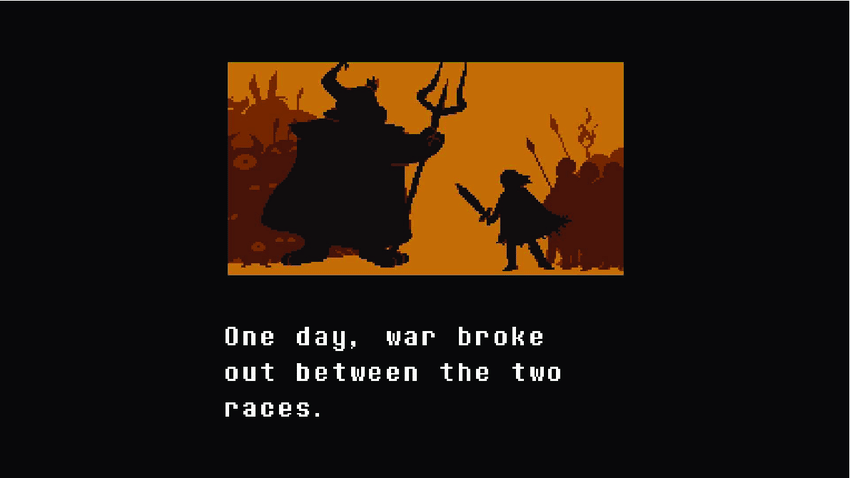 One day, war broke
out between the two
races.